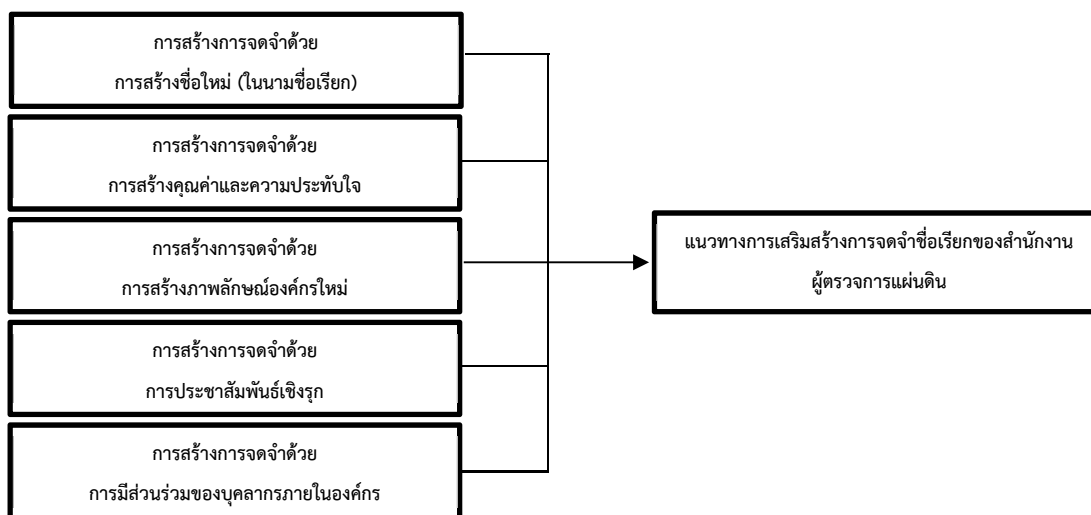 การสร้างการจดจำด้วย
การสร้างชื่อใหม่ (ในนามชื่อเรียก)
การสร้างการจดจำด้วย
การสร้างคุณค่าและความประทับใจ
การสร้างการจดจำด้วย
การสร้างภาพลักษณ์องค์กรใหม่
การสร้างการจดจำด้วย
การประชาสัมพันธ์เชิงรุก
การสร้างการจดจำด้วย
การมีส่วนร่วมของบุคลากรภายในองค์กร
แนวทางการเสริมสร้างการจดจำชื่อเรียกของสำนักงาน
ผู้ตรวจการแผ่นดิน